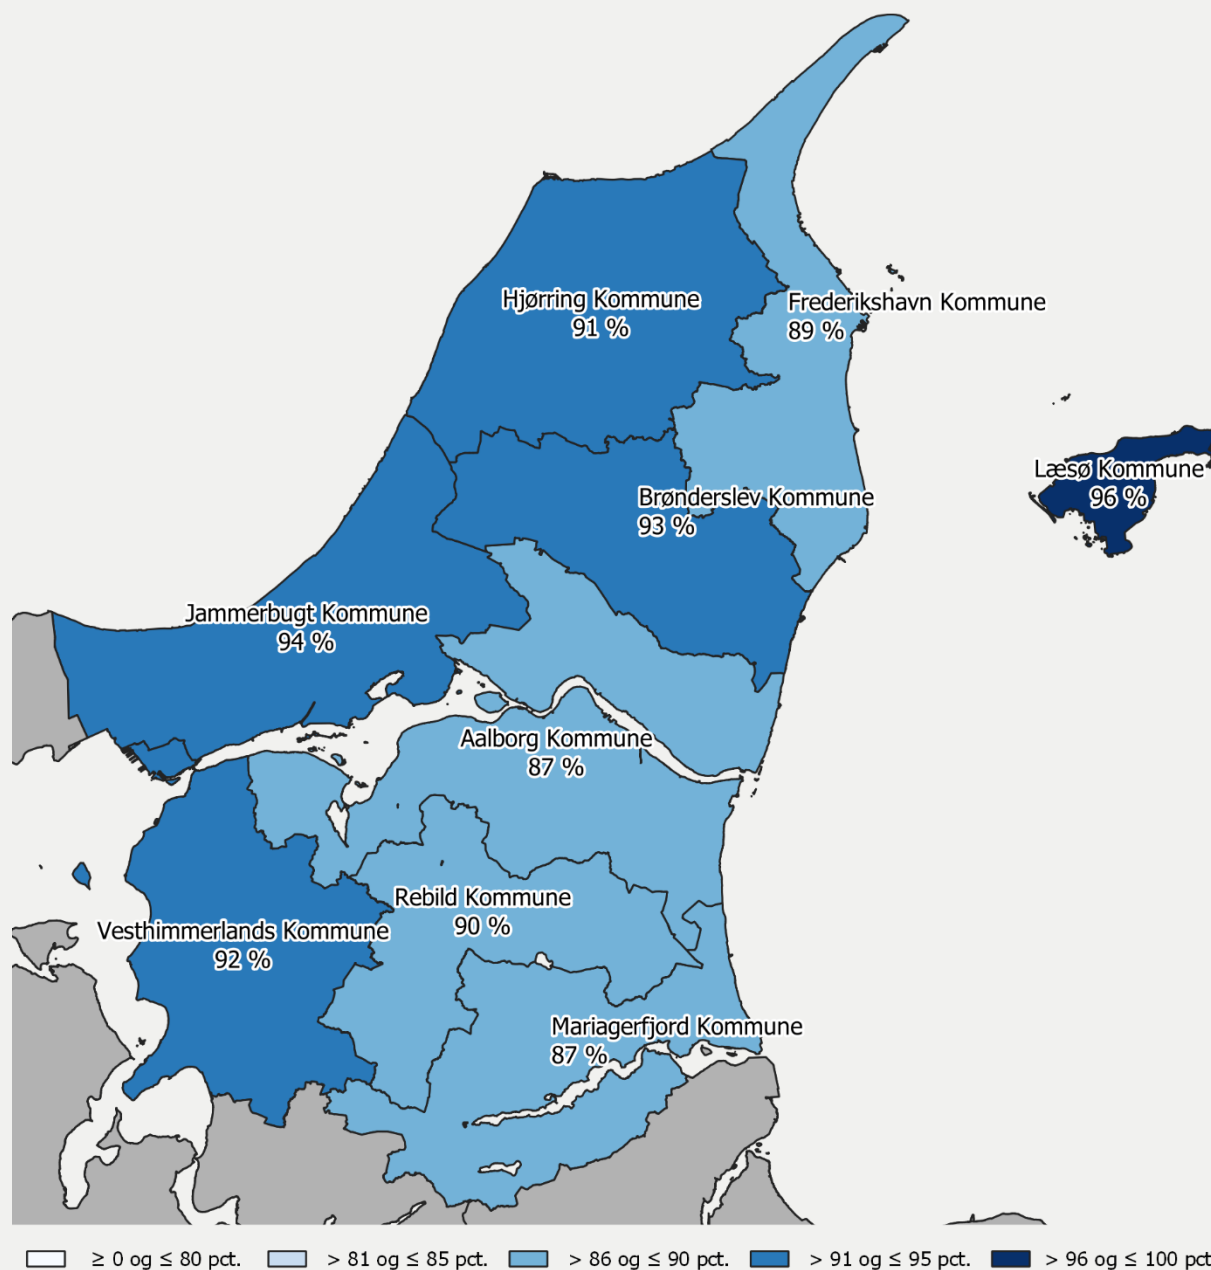 Hjørring Kommune
91 %
Frederikshavn Kommune
89 %
Læsø Kommune
96 %
Brønderslev Kommune
93 %
Jammerbugt Kommune
94 %
Aalborg Kommune
87 %
Rebild Kommune
90 %
Vesthimmerlands Kommune
92 %
Mariagerfjord Kommune
87 %
≥ 0 og ≤ 80 pct. > 81 og ≤ 85 pct. > 86 og ≤ 90 pct. > 91 og ≤ 95 pct. > 96 og ≤ 100 pct